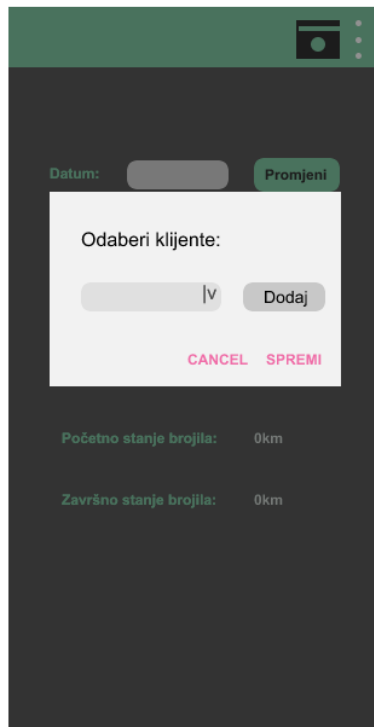 Datum:
Promjeni
Odaberi klijente:
|v
Dodaj
CANCEL SPREMI
Početno stanje brojila: 0km
Završno stanje brojila: 0km